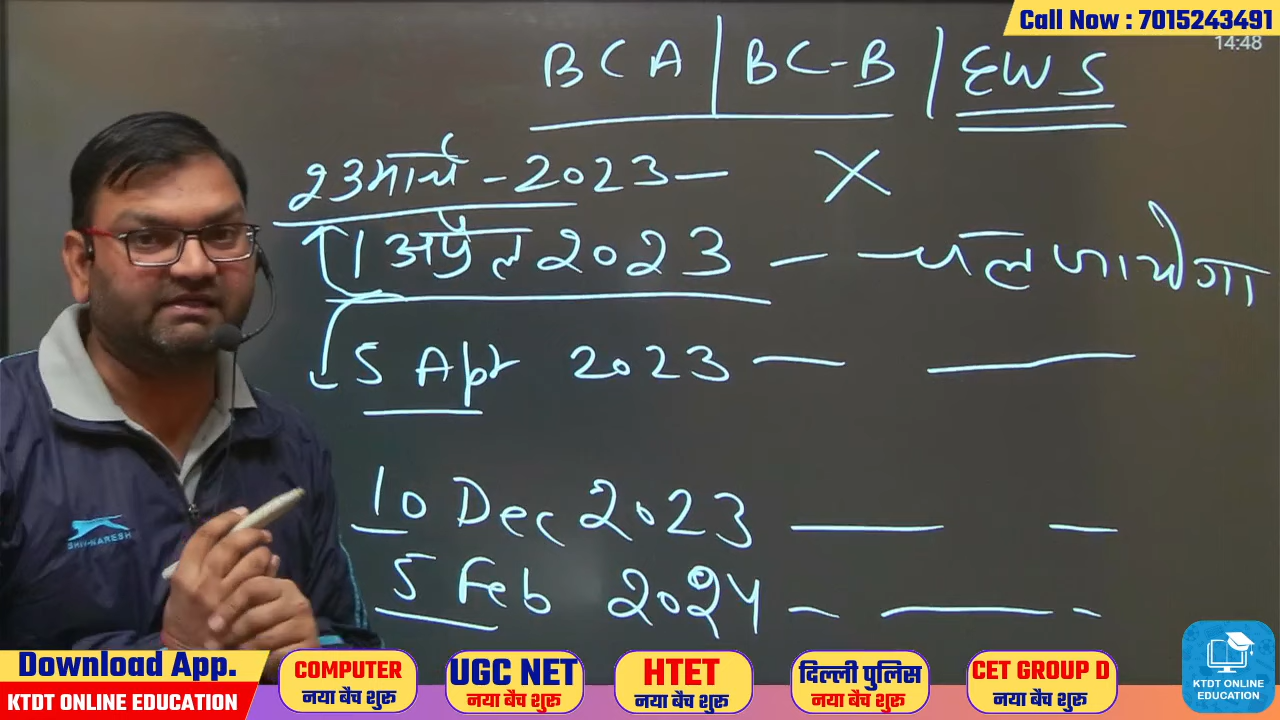 Call Now : 7015243491
14:48
BCA | BC-B | EWS
23मार्च - 2023 — X
1 अप्रैल 2023 — चल जायेगा
5 Apr 2023 —
10 Dec 2023 —
5 Feb 2024 —
SHIV-NARESH
Download App.
KTDT ONLINE EDUCATION
COMPUTER
नया बैच शुरू
UGC NET
नया बैच शुरू
HTET
नया बैच शुरू
दिल्ली पुलिस
नया बैच शुरू
CET GROUP D
नया बैच शुरू
KTDT ONLINE
EDUCATION